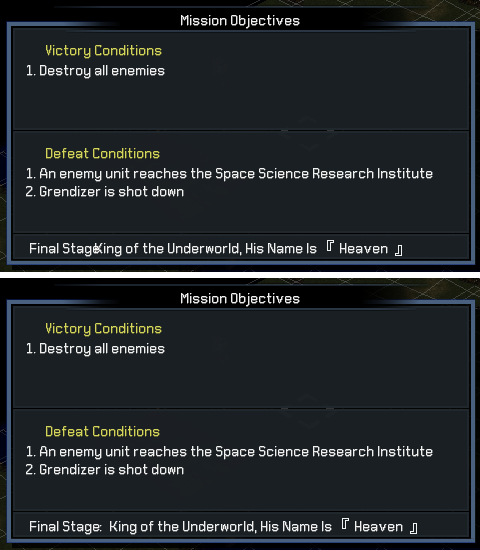 Mission Objectives
Victory Conditions
1. Destroy all enemies
Defeat Conditions
1. An enemy unit reaches the Space Science Research Institute
2. Grendizer is shot down
Final StageKing of the Underworld, His Name Is 『 Heaven 』
Mission Objectives
Victory Conditions
1. Destroy all enemies
Defeat Conditions
1. An enemy unit reaches the Space Science Research Institute
2. Grendizer is shot down
Final Stage: King of the Underworld, His Name Is 『 Heaven 』